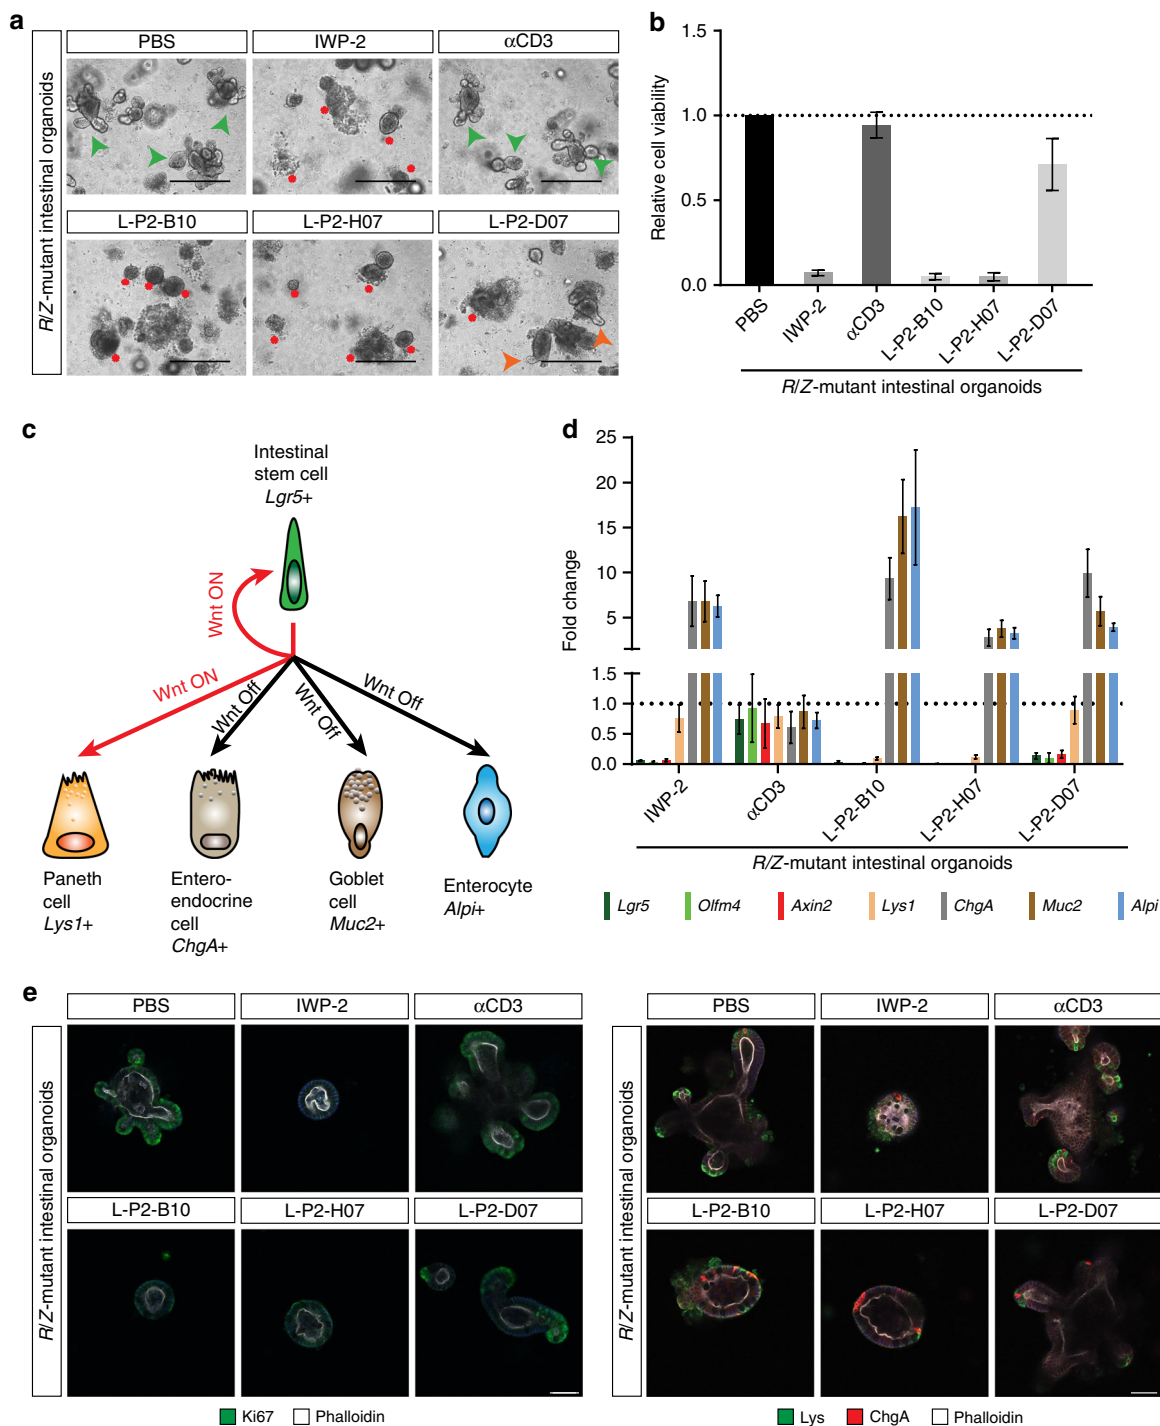 a
PBS
IWP-2
αCD3
R/Z-mutant intestinal organoids
L-P2-B10
L-P2-H07
L-P2-D07
b
1.5
1.0
0.5
0.0
Relative cell viability
PBS
IWP-2
αCD3
L-P2-B10
L-P2-H07
L-P2-D07
R/Z-mutant intestinal organoids
c
Intestinal
stem cell
Lgr5+
Wnt ON
Wnt ON
Wnt Off
Wnt Off
Wnt Off
Paneth
cell
Lys1+
Entero-
endocrine
cell
ChgA+
Goblet
cell
Muc2+
Enterocyte
Alpi+
d
25
20
15
10
5
1.5
1.0
0.5
0.0
Fold change
IWP-2
αCD3
L-P2-B10
L-P2-H07
L-P2-D07
R/Z-mutant intestinal organoids
Lgr5
Olfm4
Axin2
Lys1
ChgA
Muc2
Alpi
e
PBS
IWP-2
αCD3
R/Z-mutant intestinal organoids
L-P2-B10
L-P2-H07
L-P2-D07
Ki67
Phalloidin
PBS
IWP-2
αCD3
R/Z-mutant intestinal organoids
L-P2-B10
L-P2-H07
L-P2-D07
Lys
ChgA
Phalloidin